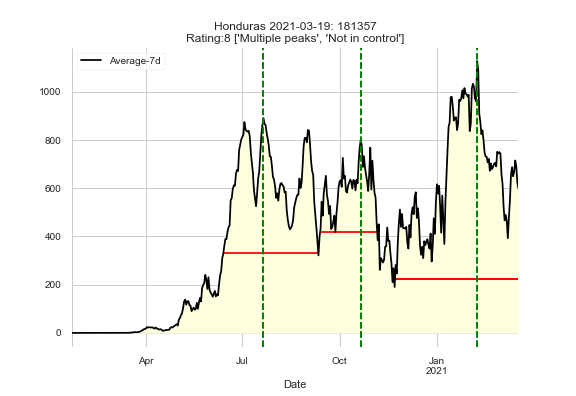 Honduras 2021-03-19: 181357
Rating:8 ['Multiple peaks', 'Not in control']
Average-7d
1000
800
600
400
200
0
Apr
Jul
Oct
Jan
2021
Date